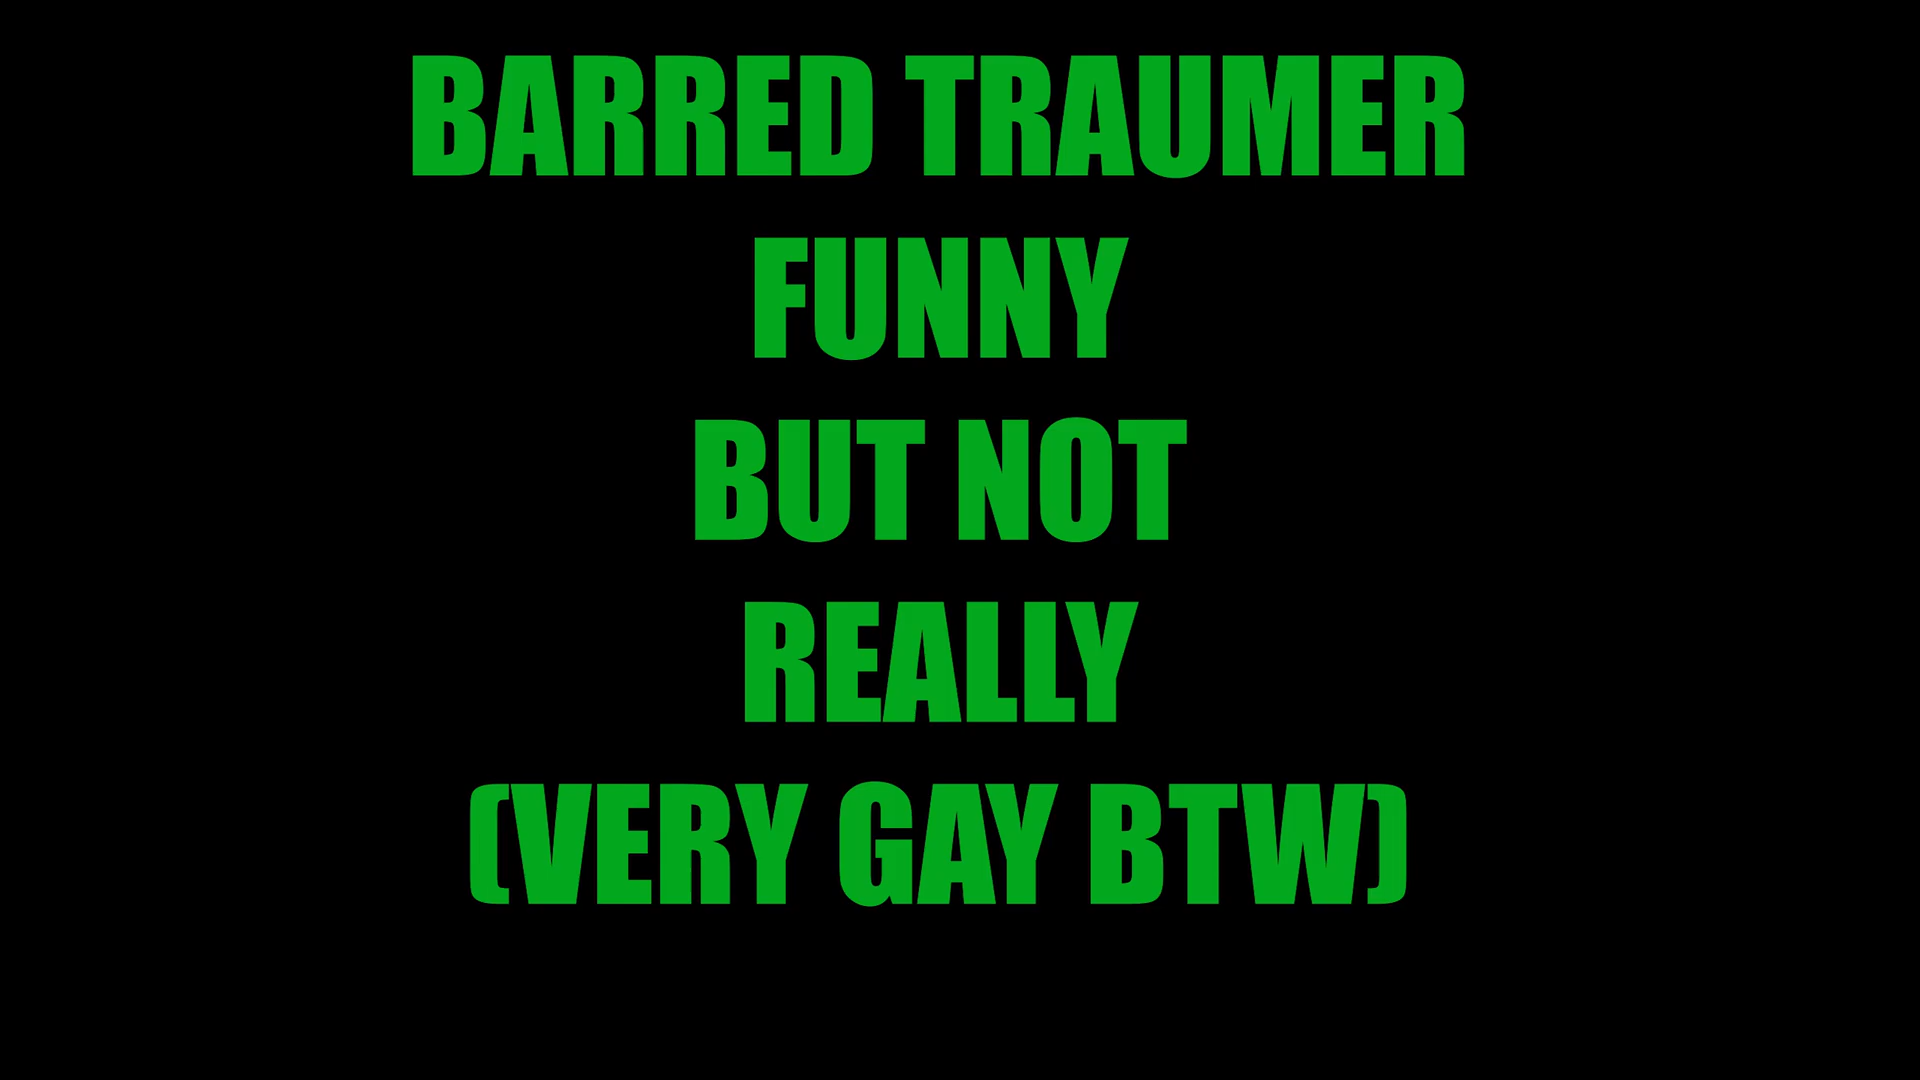 BARRED TRAUMER
FUNNY
BUT NOT
REALLY
(VERY GAY BTW)